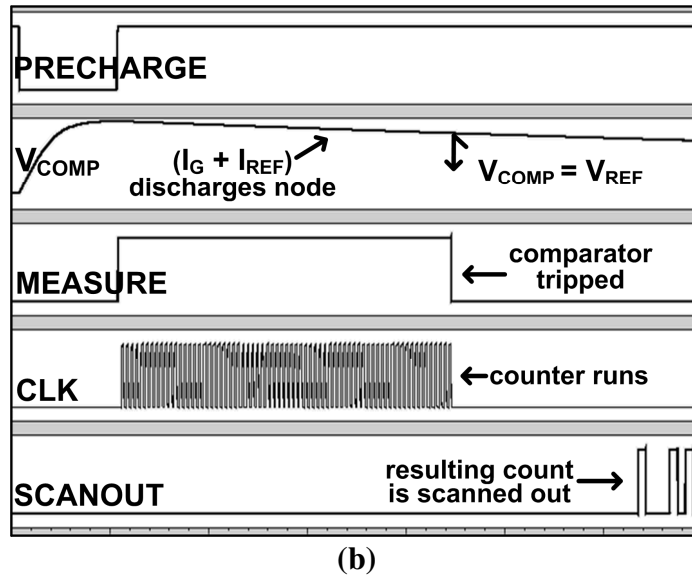 PRECHARGE
VCOMP
(IG + IREF)
discharges node
VCOMP = VREF
MEASURE
comparator
tripped
CLK
counter runs
SCANOUT
resulting count
is scanned out
(b)